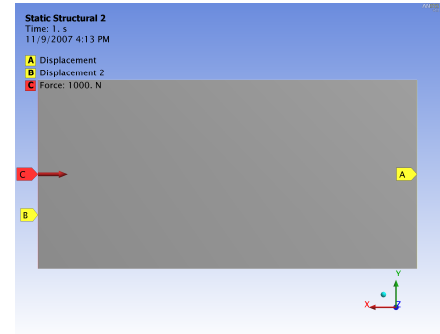 Static Structural 2
Time: 1. s
11/9/2007 4:13 PM
A Displacement
B Displacement 2
C Force: 1000. N
C
A
B
Y
X
Z